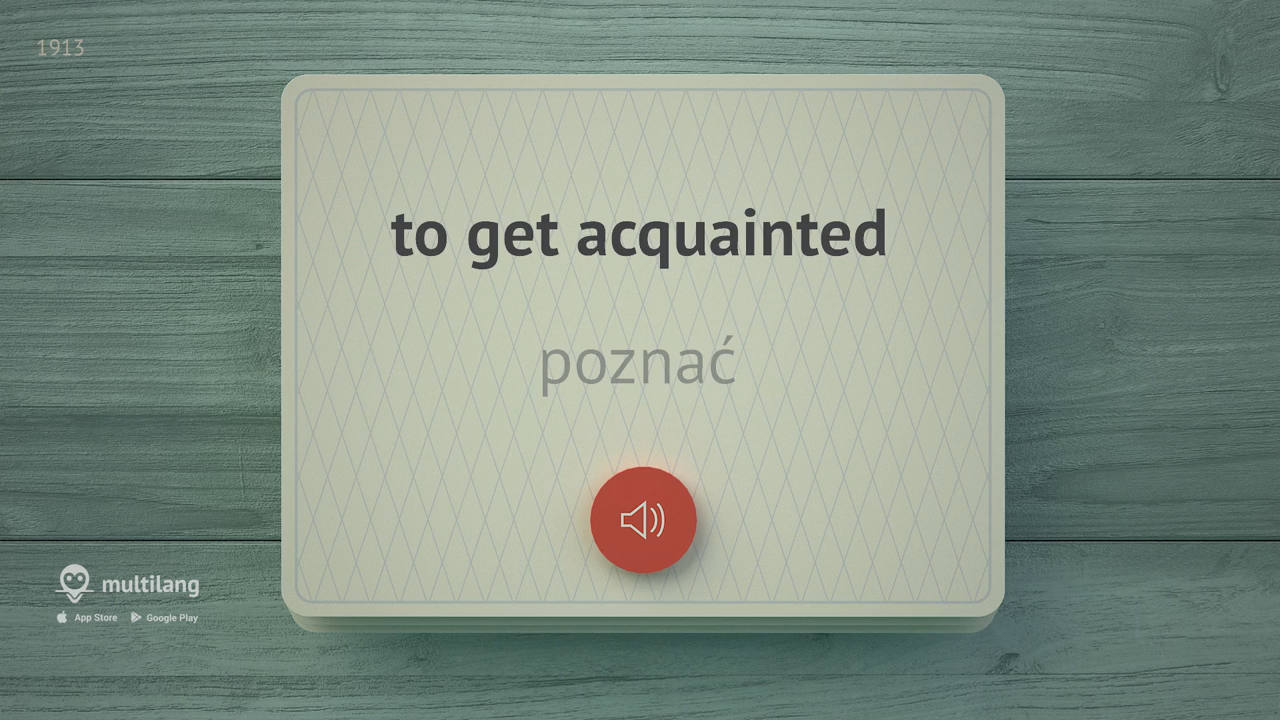 1913
to get acquainted
poznać
multilang
App Store
Google Play